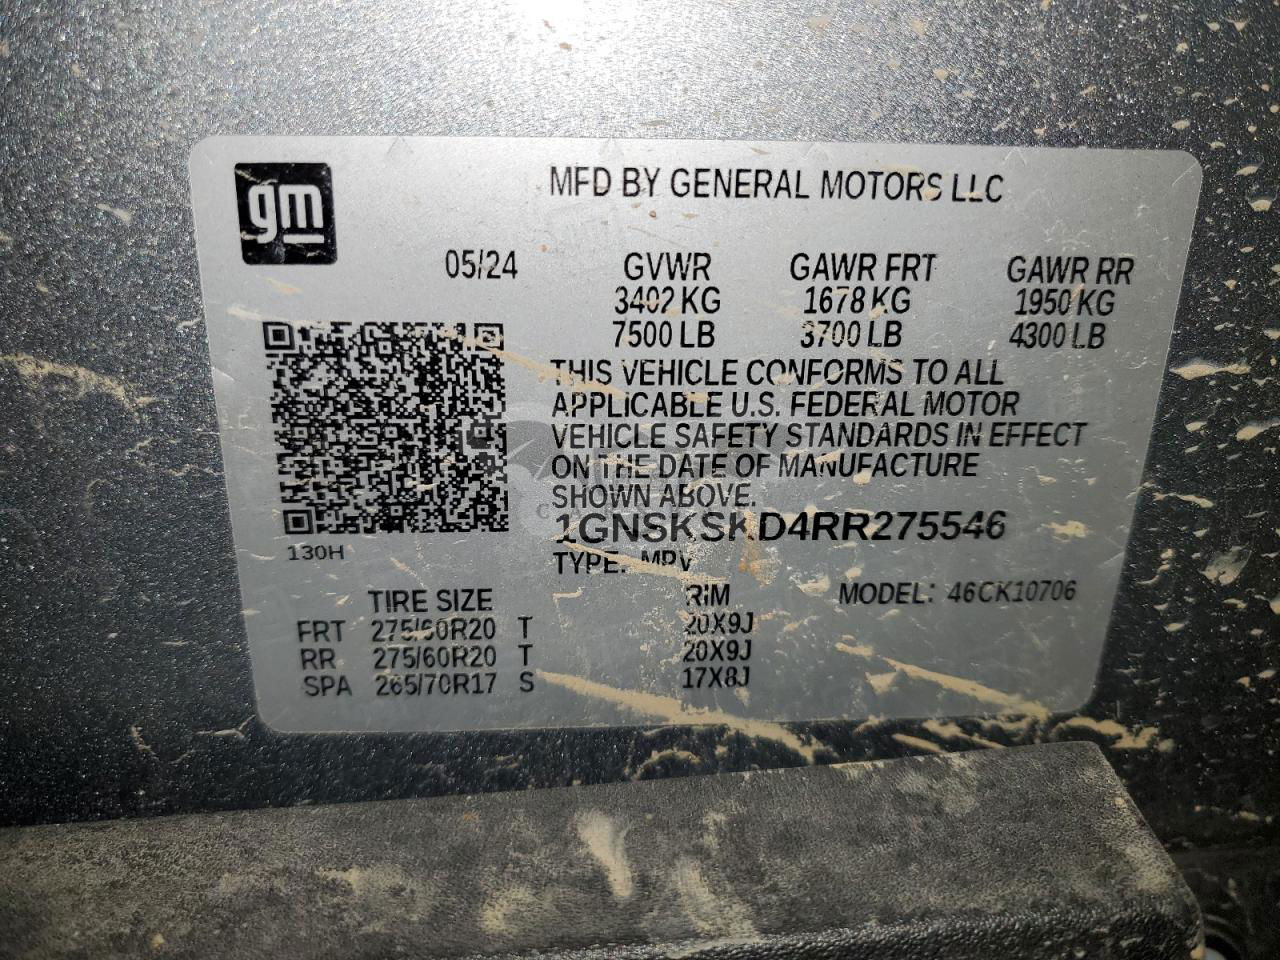 gm
MFD BY GENERAL MOTORS LLC
05/24 GVWR GAWR FRT GAWR RR
3402 KG 1678 KG 1950 KG
7500 LB 3700 LB 4300 LB
THIS VEHICLE CONFORMS TO ALL
APPLICABLE U.S. FEDERAL MOTOR
VEHICLE SAFETY STANDARDS IN EFFECT
ON THE DATE OF MANUFACTURE
SHOWN ABOVE.
1GNSKSKD4RR275546
130H
TYPE: MPV
TIRE SIZE RIM MODEL: 46CK10706
FRT 275/60R20 T 20X9J
RR 275/60R20 T 20X9J
SPA 265/70R17 S 17X8J